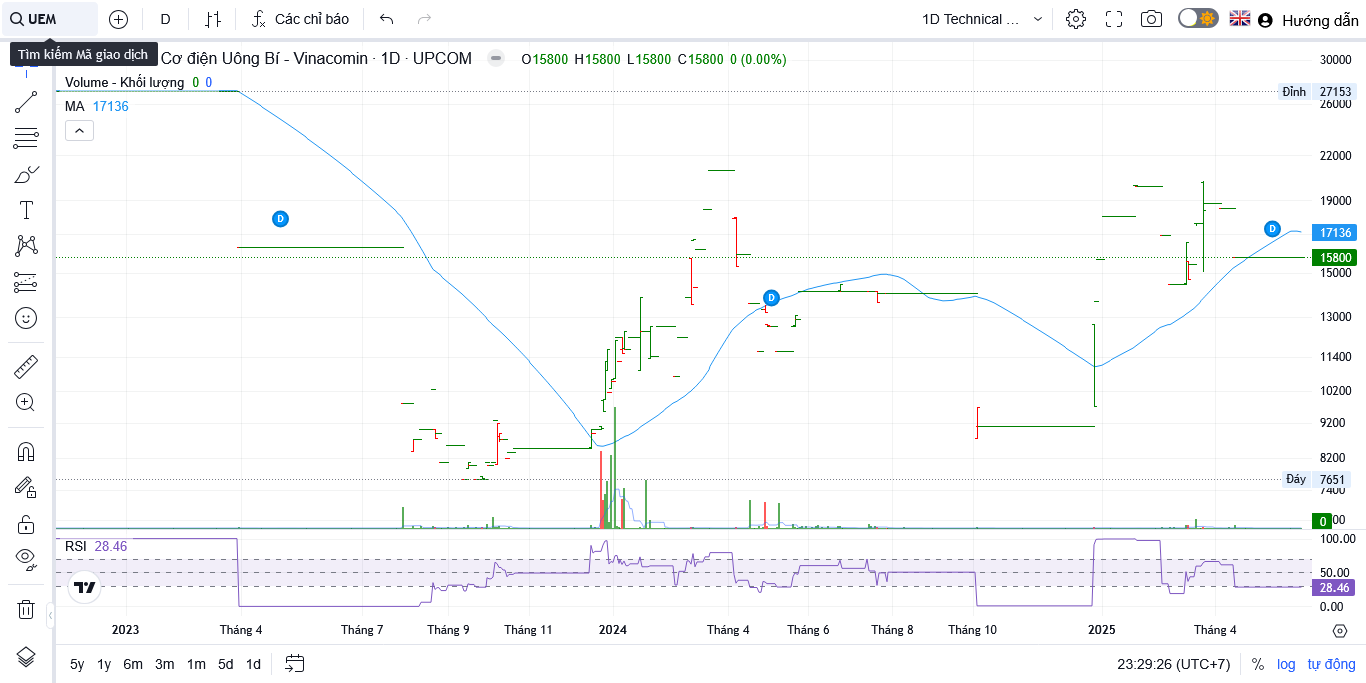 UEM D Các chỉ báo 1D Technical ... Hướng dẫn
Tìm kiếm Mã giao dịch Cơ điện Uông Bí - Vinacomin · 1D · UPCOM O15800 H15800 L15800 C15800 0 (0.00%)
Volume - Khối lượng 0 0
MA 17136
30000
Đỉnh 27153
26000
22000
19000
17136
15800
15000
13000
11400
10200
9200
8200
Đáy 7651
7400
0 00
D
D
D
RSI 28.46
100.00
50.00
28.46
0.00
2023 Tháng 4 Tháng 7 Tháng 9 Tháng 11 2024 Tháng 4 Tháng 6 Tháng 8 Tháng 10 2025 Tháng 4
5y 1y 6m 3m 1m 5d 1d 23:29:26 (UTC+7) % log tự động